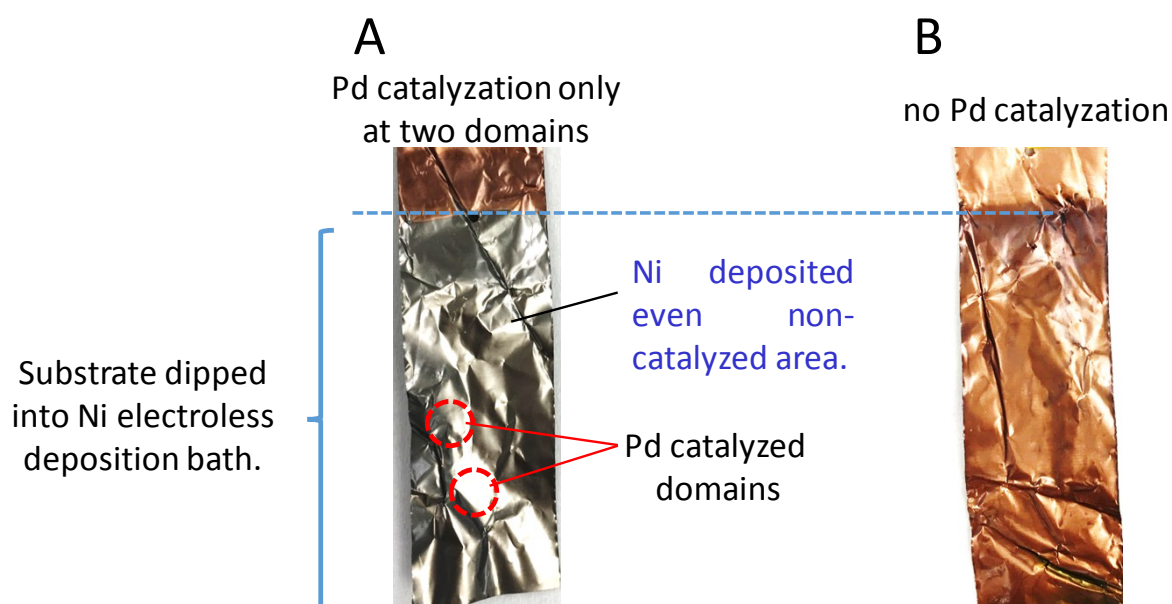 A
Pd catalyzation only
at two domains
B
no Pd catalyzation
Ni deposited
even non-
catalyzed area.
Substrate dipped
into Ni electroless
deposition bath.
Pd catalyzed
domains